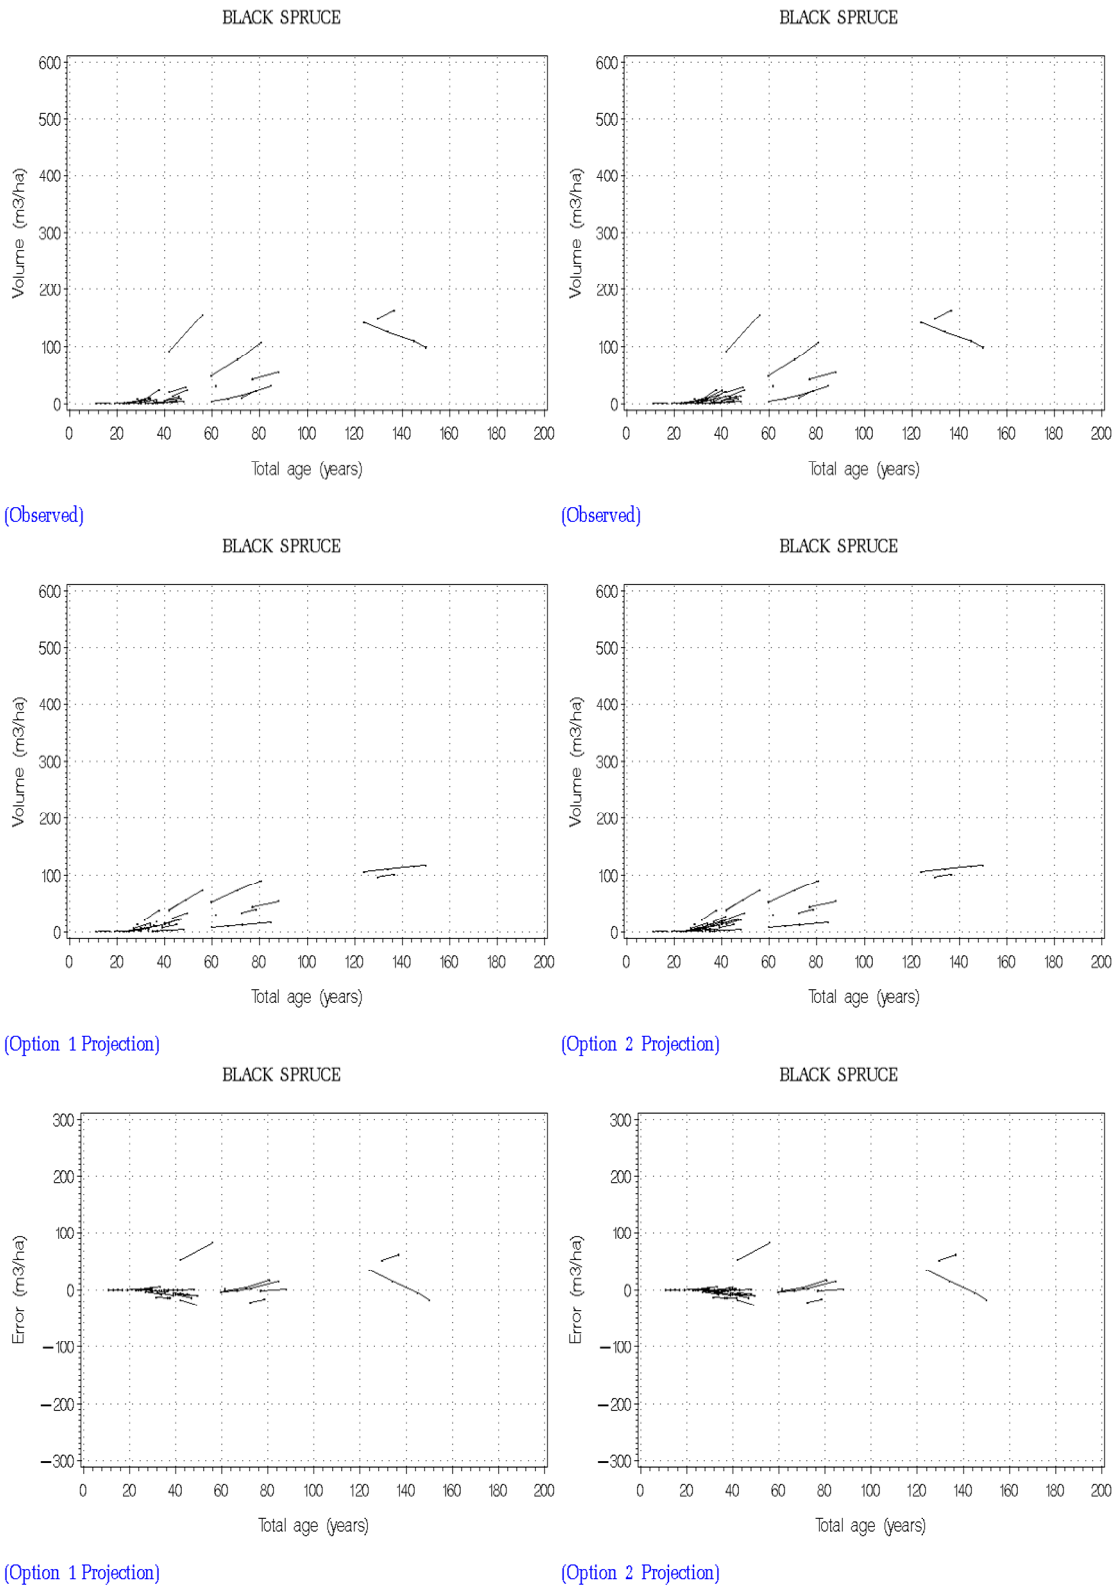 BLACK SPRUCE
600
500
400
300
200
100
0
Volume (m3/ha)
0 20 40 60 80 100 120 140 160 180 200
Total age (years)
(Observed)
BLACK SPRUCE
600
500
400
300
200
100
0
Volume (m3/ha)
0 20 40 60 80 100 120 140 160 180 200
Total age (years)
(Observed)
BLACK SPRUCE
600
500
400
300
200
100
0
Volume (m3/ha)
0 20 40 60 80 100 120 140 160 180 200
Total age (years)
(Option 1 Projection)
BLACK SPRUCE
600
500
400
300
200
100
0
Volume (m3/ha)
0 20 40 60 80 100 120 140 160 180 200
Total age (years)
(Option 2 Projection)
BLACK SPRUCE
300
200
100
0
-100
-200
-300
Error (m3/ha)
0 20 40 60 80 100 120 140 160 180 200
Total age (years)
(Option 1 Projection)
BLACK SPRUCE
300
200
100
0
-100
-200
-300
Error (m3/ha)
0 20 40 60 80 100 120 140 160 180 200
Total age (years)
(Option 2 Projection)